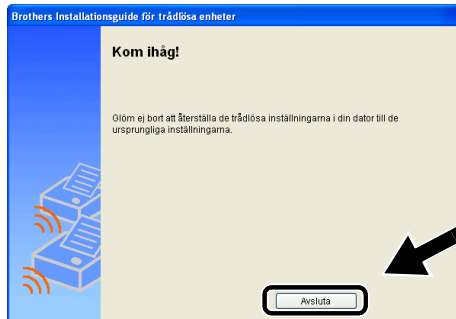 Brothers Installationsguide för trådlösa enheter
Kom ihåg!
Glöm ej bort att återställa de trådlösa inställningarna i din dator till de
ursprungliga inställningarna.
Avsluta